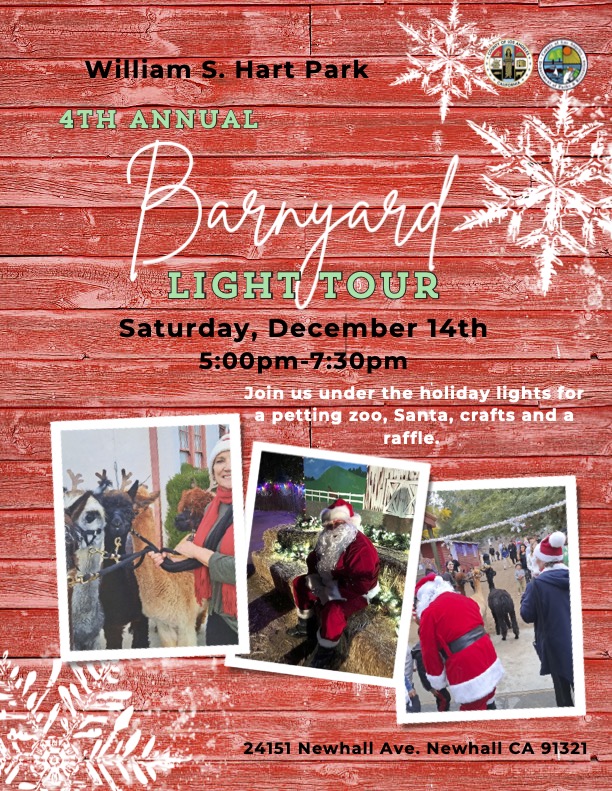 William S. Hart Park
4TH ANNUAL
Barnyard
LIGHT TOUR
Saturday, December 14th
5:00pm-7:30pm
Join us under the holiday lights for
a petting zoo, Santa, crafts and a
raffle.
24151 Newhall Ave. Newhall CA 91321